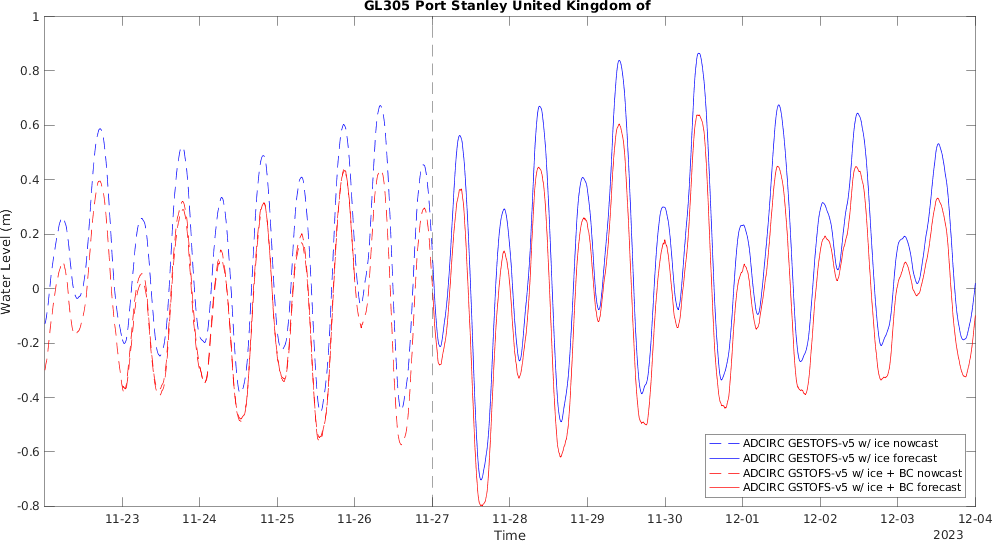 GL305 Port Stanley United Kingdom of
1
0.8
0.6
0.4
0.2
0
-0.2
-0.4
-0.6
-0.8
Water Level (m)
11-23 11-24 11-25 11-26 11-27 11-28 11-29 11-30 12-01 12-02 12-03 12-04
Time
2023
ADCIRC GESTOFS-v5 w/ ice nowcast
ADCIRC GESTOFS-v5 w/ ice forecast
ADCIRC GSTOFS-v5 w/ ice + BC nowcast
ADCIRC GSTOFS-v5 w/ ice + BC forecast